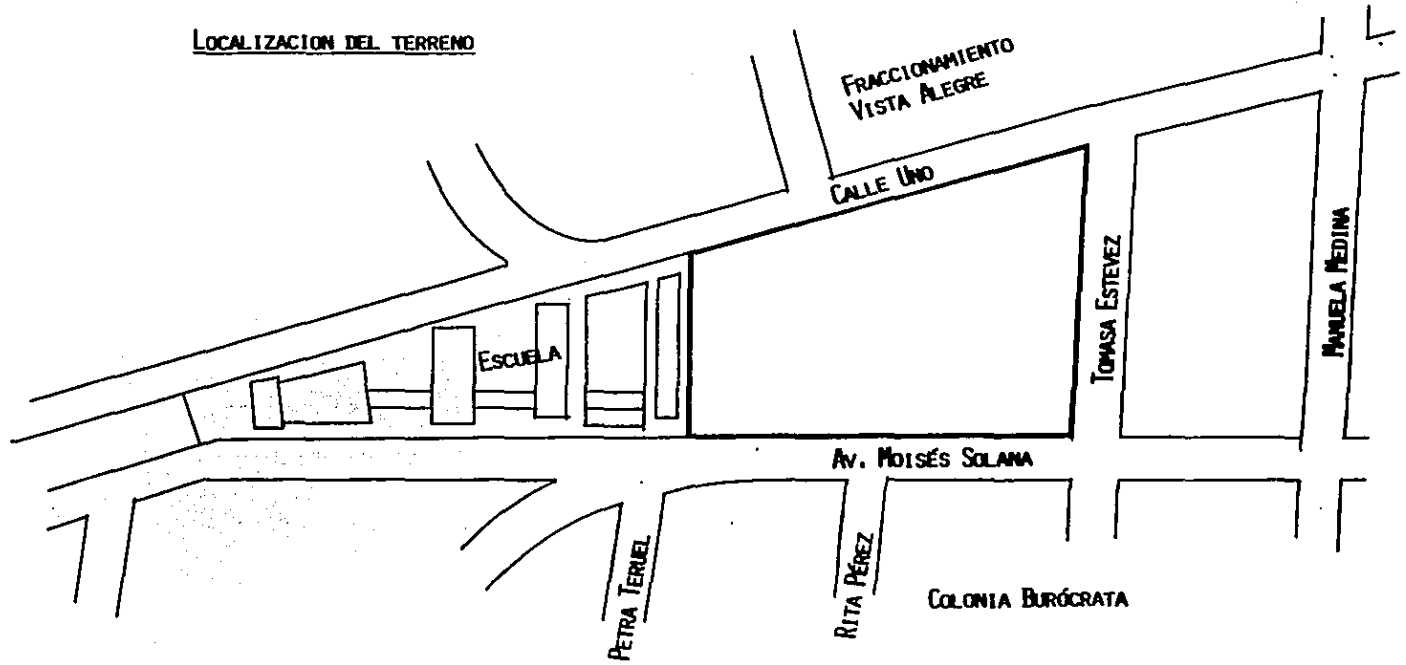 LOCALIZACION DEL TERRENO
FRACCIONAMIENTO
VISTA ALEGRE
CALLE UNO
ESCUELA
TOMASA ESTEVEZ
MANUELA MEDINA
AV. MOISÉS SOLANA
PETRA TERUEL
RITA PÉREZ
COLONIA BURÓCRATA